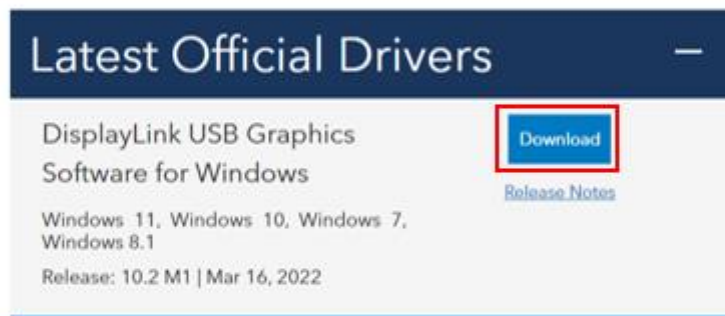 Latest Official Drivers
DisplayLink USB Graphics
Software for Windows
Download
Release Notes
Windows 11, Windows 10, Windows 7,
Windows 8.1
Release: 10.2 M1 | Mar 16, 2022